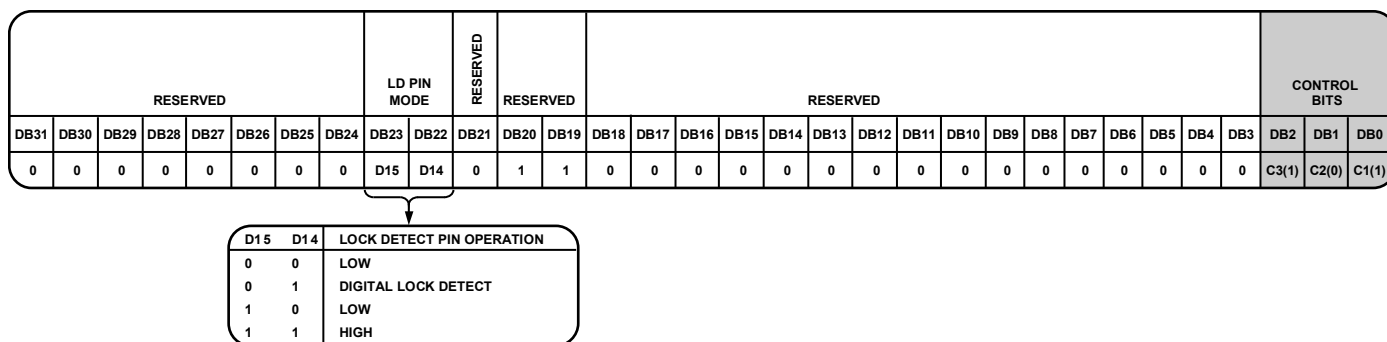 RESERVED
LD PIN
MODE
RESERVED
RESERVED
RESERVED
CONTROL
BITS
DB31 DB30 DB29 DB28 DB27 DB26 DB25 DB24 DB23 DB22 DB21 DB20 DB19 DB18 DB17 DB16 DB15 DB14 DB13 DB12 DB11 DB10 DB9 DB8 DB7 DB6 DB5 DB4 DB3 DB2 DB1 DB0
0 0 0 0 0 0 0 0 D15 D14 0 1 1 0 0 0 0 0 0 0 0 0 0 0 0 0 0 0 0 C3(1) C2(0) C1(1)
D15 D14 LOCK DETECT PIN OPERATION
0 0 LOW
0 1 DIGITAL LOCK DETECT
1 0 LOW
1 1 HIGH